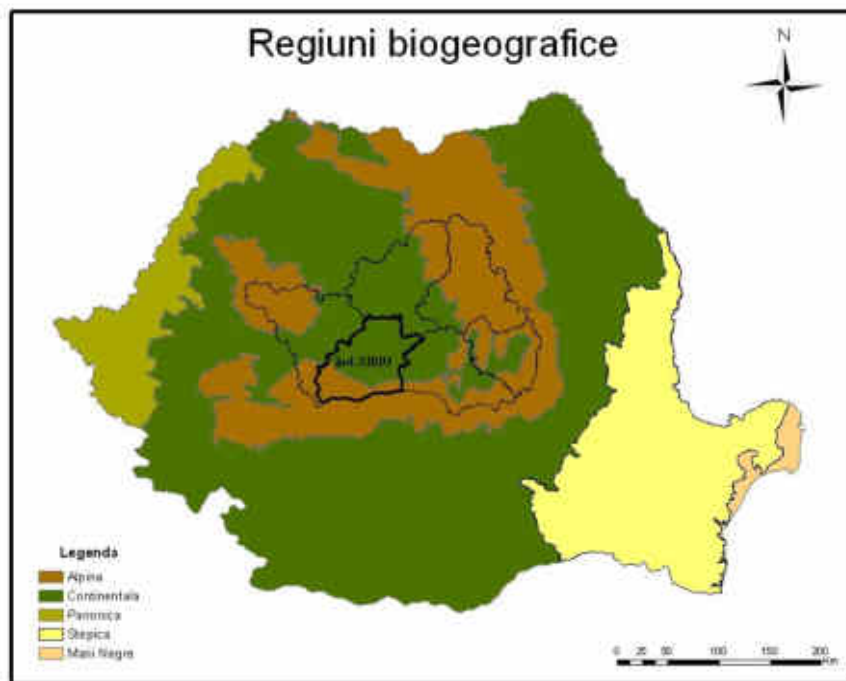 Regiuni biogeografice
N
Legenda
Alpina
Continentala
Panonica
Stepica
Marii Negre
0 25 50 100 150 200
Km